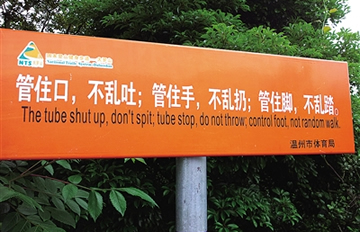 NTS
管住口，不乱吐；管住手，不乱扔；管住脚，不乱踏。
The tube shut up, don't spit; tube stop, do not throw; control foot, not random walk.
温州市体育局